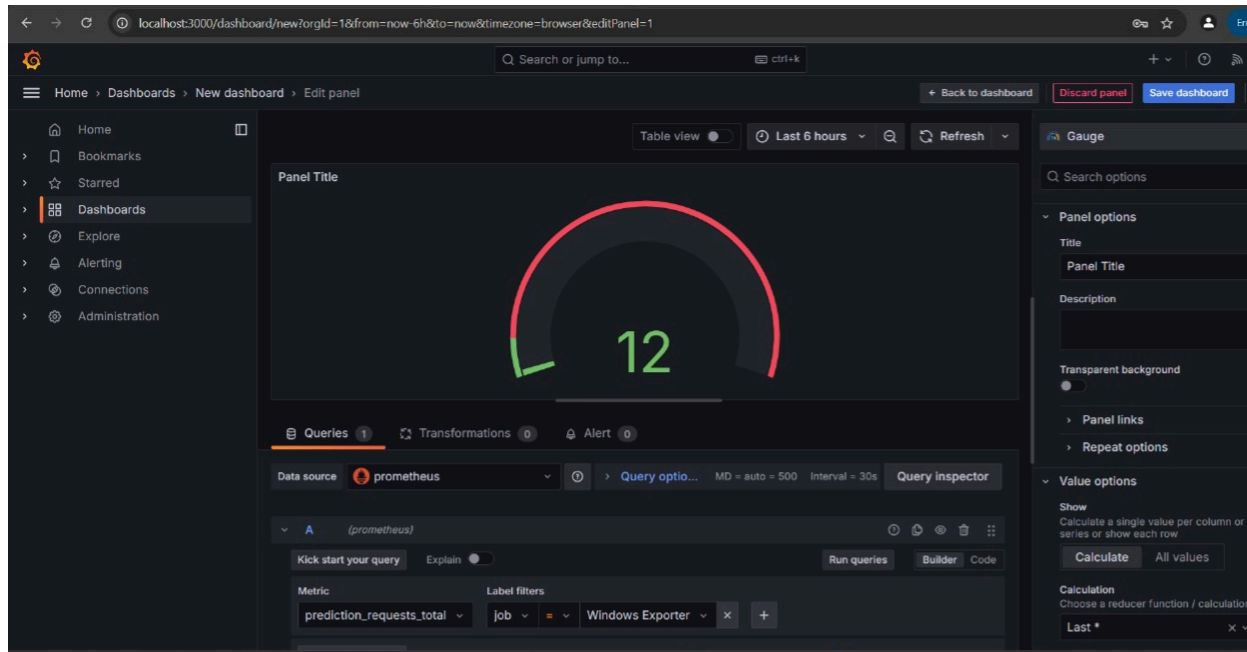 localhost:3000/dashboard/new?orgId=1&from=now-6h&to=now&timezone=browser&editPanel=1
Search or jump to...
ctrl+k
Home › Dashboards › New dashboard › Edit panel
Back to dashboard
Discard panel
Save dashboard
Home
Bookmarks
Starred
Dashboards
Explore
Alerting
Connections
Administration
Table view
Last 6 hours
Refresh
Panel Title
12
Queries 1
Transformations 0
Alert 0
Data source
prometheus
Query optio...
MD = auto = 500
Interval = 30s
Query inspector
A
(prometheus)
Kick start your query
Explain
Run queries
Builder
Code
Metric
Label filters
prediction_requests_total
job
=
Windows Exporter
Gauge
Search options
Panel options
Title
Panel Title
Description
Transparent background
Panel links
Repeat options
Value options
Show
Calculate a single value per column or
series or show each row
Calculate
All values
Calculation
Choose a reducer function / calculation
Last *